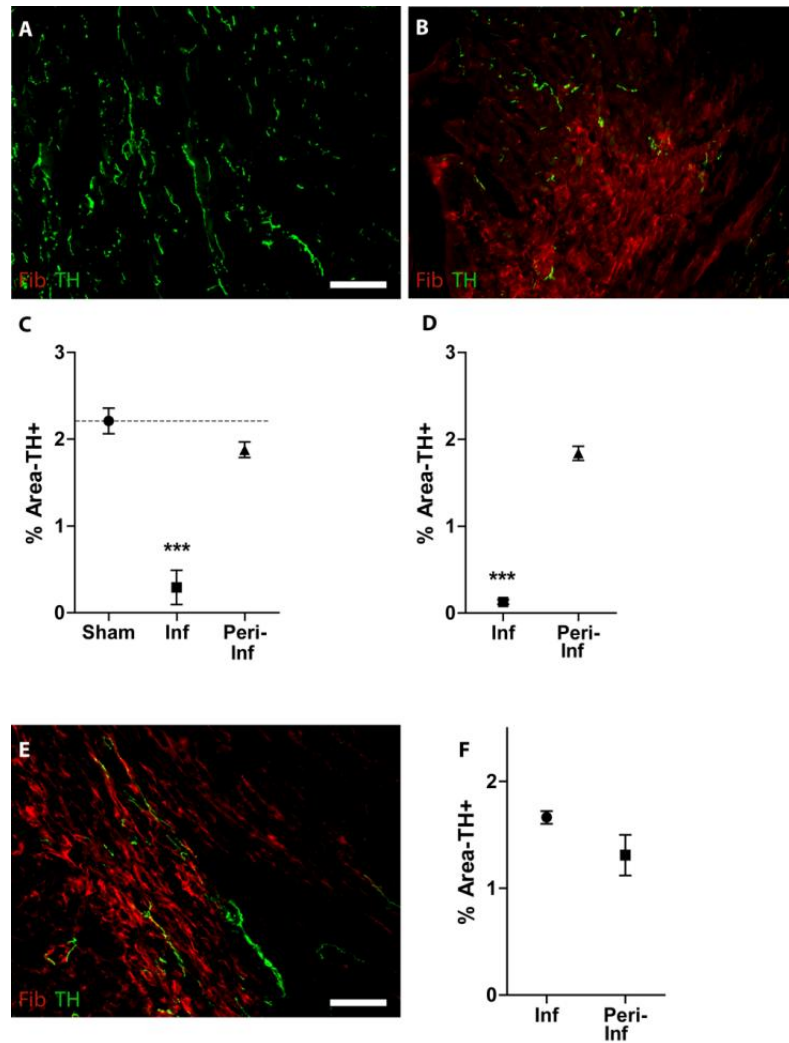 A
Fib TH
B
Fib TH
C
% Area-TH+
3
2
1
0
***
Sham
Inf
Peri-
Inf
D
% Area-TH+
3
2
1
0
***
Inf
Peri-
Inf
E
Fib TH
F
% Area-TH+
2
1
0
Inf
Peri-
Inf